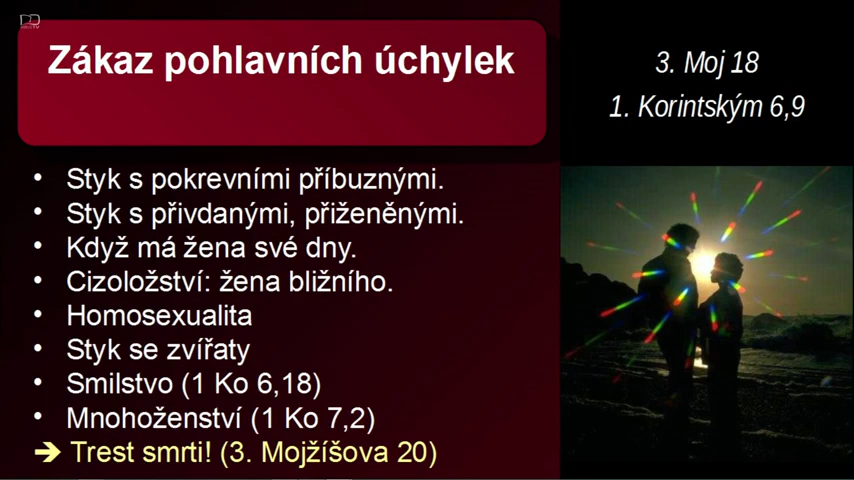 Zákaz pohlavních úchylek
3. Moj 18
1. Korintským 6,9
• Styk s pokrevními příbuznými.
• Styk s přivdanými, přiženěnými.
• Když má žena své dny.
• Cizoložství: žena bližního.
• Homosexualita
• Styk se zvířaty
• Smilstvo (1 Ko 6,18)
• Mnohoženství (1 Ko 7,2)
➔ Trest smrti! (3. Mojžíšova 20)